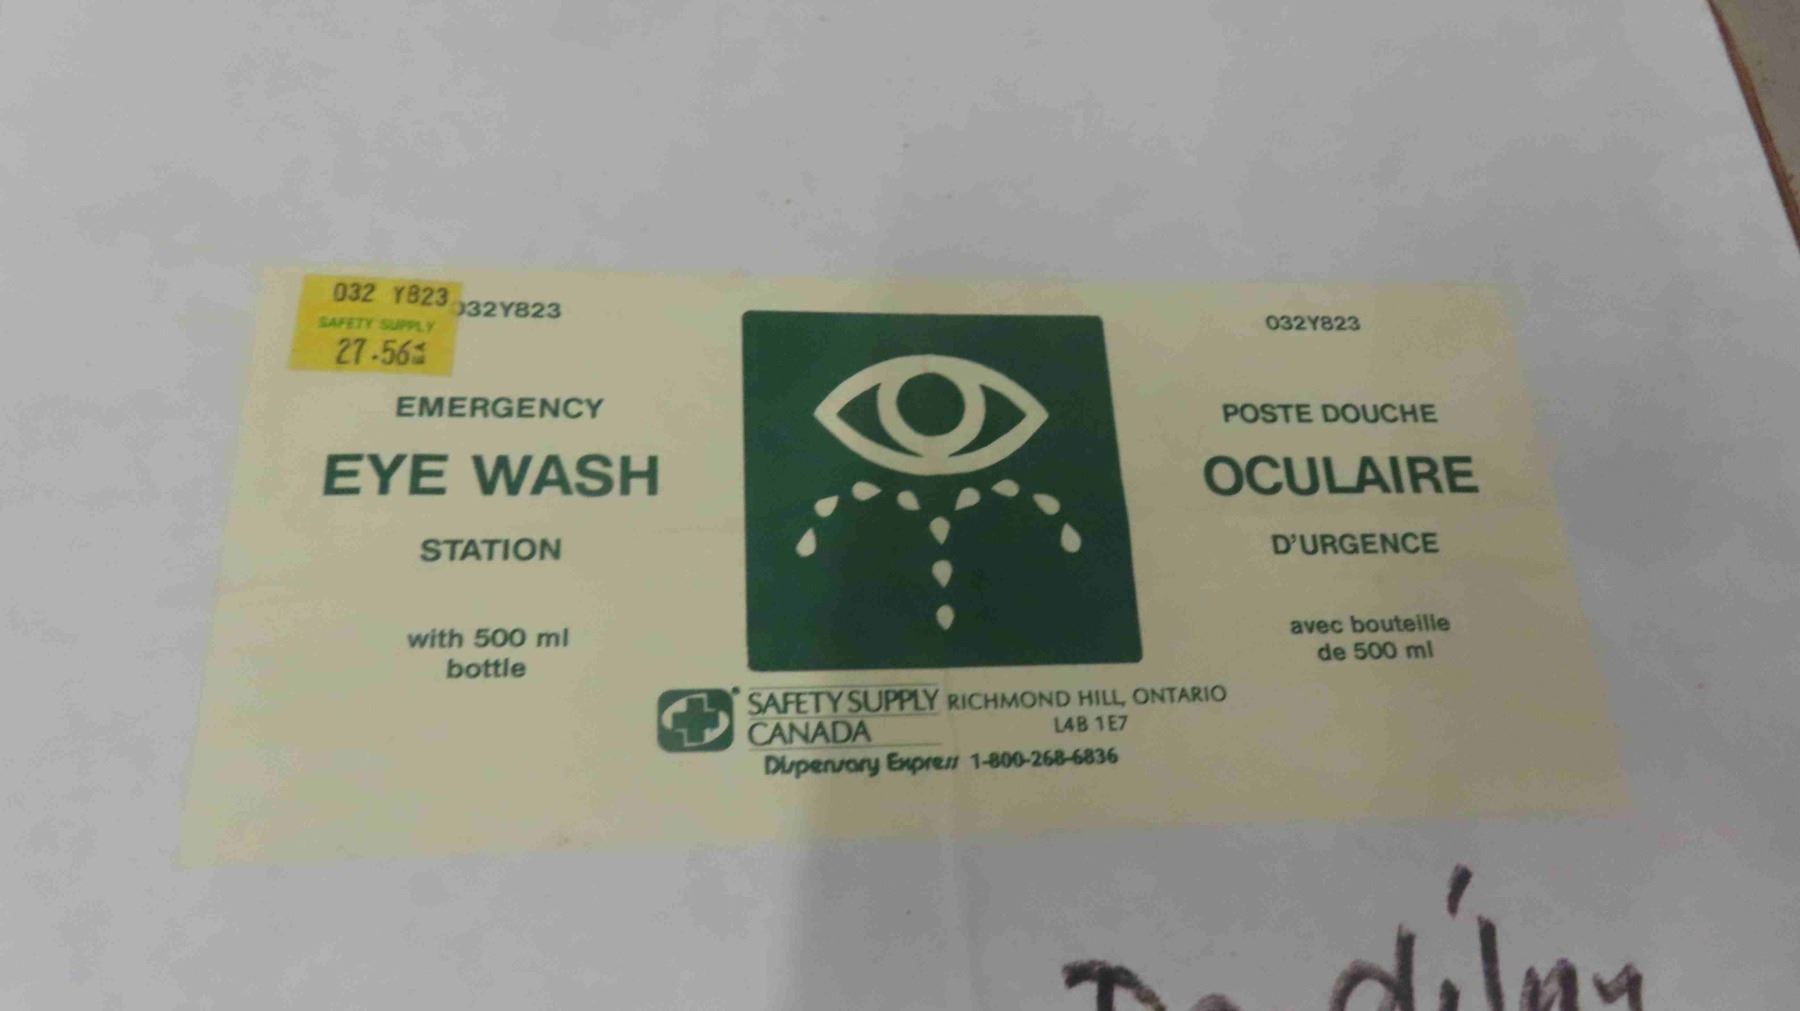 032 Y823
SAFETY SUPPLY
27.56
032Y823
EMERGENCY
EYE WASH
STATION
with 500 ml
bottle
032Y823
POSTE DOUCHE
OCULAIRE
D'URGENCE
avec bouteille
de 500 ml
SAFETY SUPPLY RICHMOND HILL, ONTARIO
CANADA L4B 1E7
Dispensary Express 1-800-268-6836